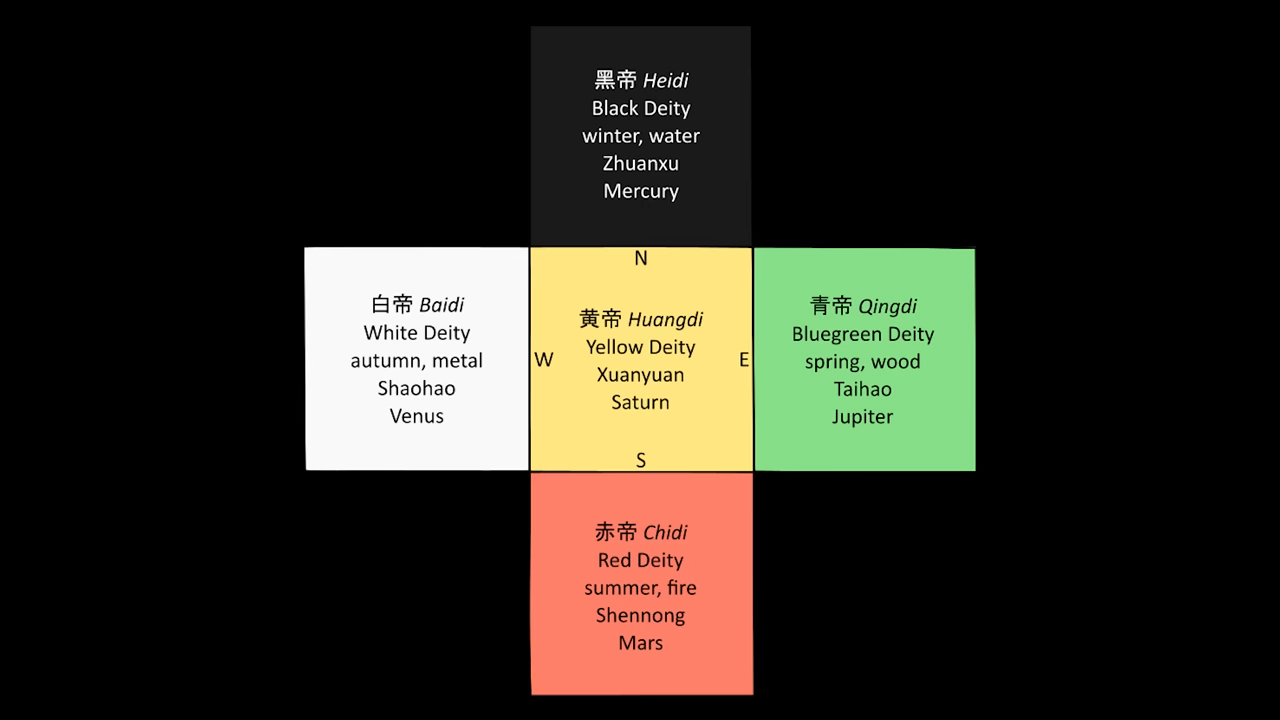 黑帝 Heidi
Black Deity
winter, water
Zhuanxu
Mercury
白帝 Baidi
White Deity
autumn, metal
Shaohao
Venus
N
W
黄帝 Huangdi
Yellow Deity
Xuanyuan
Saturn
E
S
青帝 Qingdi
Bluegreen Deity
spring, wood
Taihao
Jupiter
赤帝 Chidi
Red Deity
summer, fire
Shennong
Mars